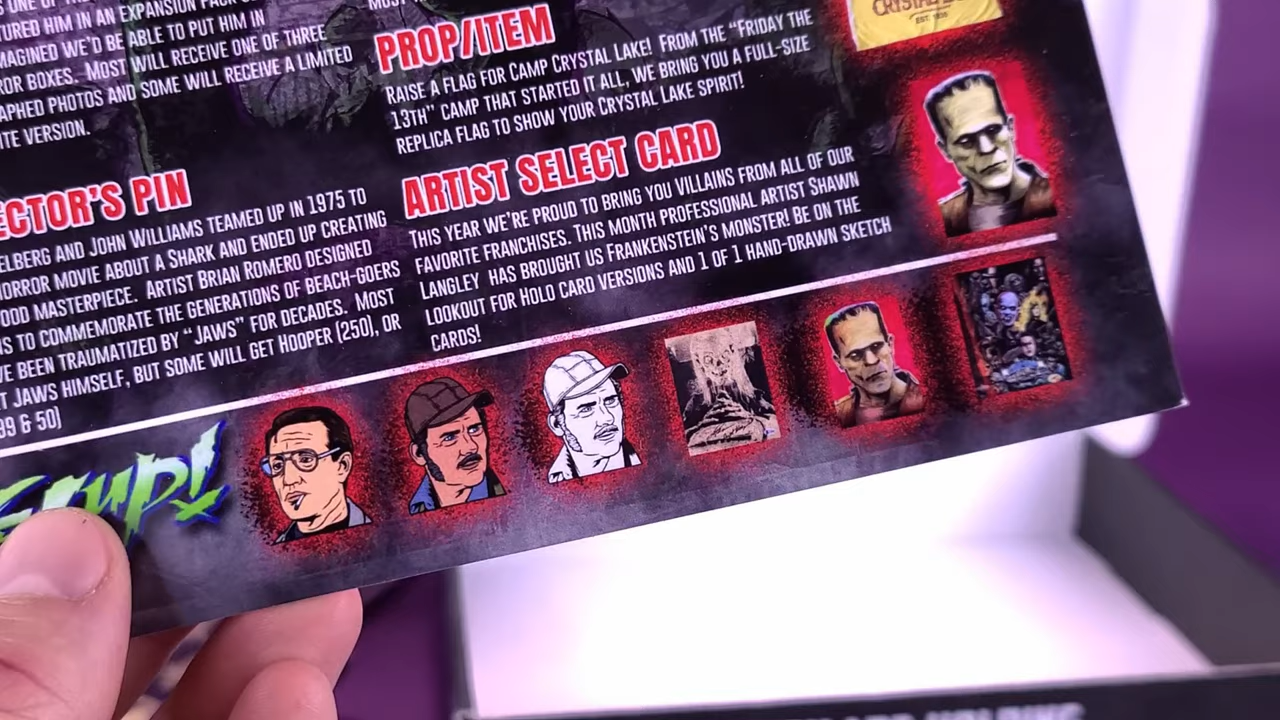 TURED HIM IN AN EXPANSION PACK
MAGINED WE'D BE ABLE TO PUT HIM IN
ROR BOXES. MOST WILL RECEIVE ONE OF THREE
APHED PHOTOS AND SOME WILL RECEIVE A LIMITED
ITE VERSION.
ECTOR'S PIN
ELBERG AND JOHN WILLIAMS TEAMED UP IN 1975 TO
HORROR MOVIE ABOUT A SHARK AND ENDED UP CREATING
OOD MASTERPIECE. ARTIST BRIAN ROMERO DESIGNED
NS TO COMMEMORATE THE GENERATIONS OF BEACH-GOERS
VE BEEN TRAUMATIZED BY "JAWS" FOR DECADES. MOST
T JAWS HIMSELF, BUT SOME WILL GET HOOPER (250), OR
99 & 50)
PROP/ITEM
RAISE A FLAG FOR CAMP CRYSTAL LAKE! FROM THE "FRIDAY THE
13TH" CAMP THAT STARTED IT ALL, WE BRING YOU A FULL-SIZE
REPLICA FLAG TO SHOW YOUR CRYSTAL LAKE SPIRIT!
ARTIST SELECT CARD
THIS YEAR WE'RE PROUD TO BRING YOU VILLAINS FROM ALL OF OUR
FAVORITE FRANCHISES. THIS MONTH PROFESSIONAL ARTIST SHAWN
LANGLEY HAS BROUGHT US FRANKENSTEIN'S MONSTER! BE ON THE
LOOKOUT FOR HOLO CARD VERSIONS AND 1 OF 1 HAND-DRAWN SKETCH
CARDS!